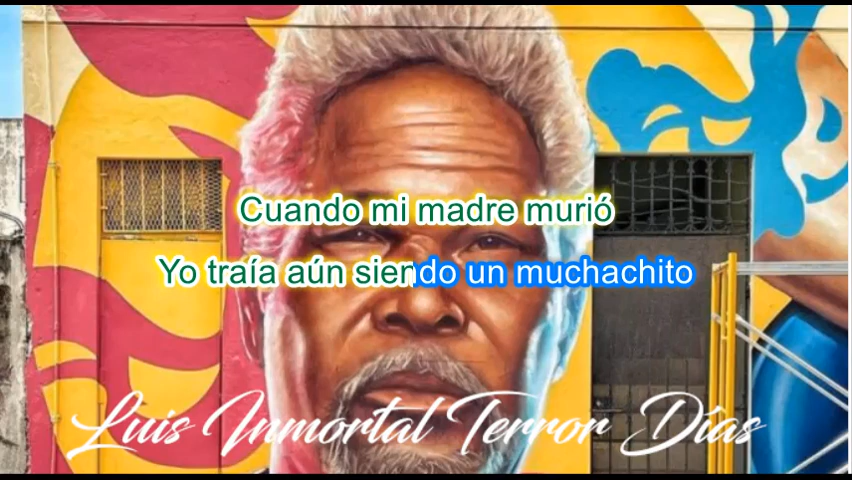 Cuando mi madre murió
Yo traía aún siendo un muchachito
Luis Inmortal Terror Días